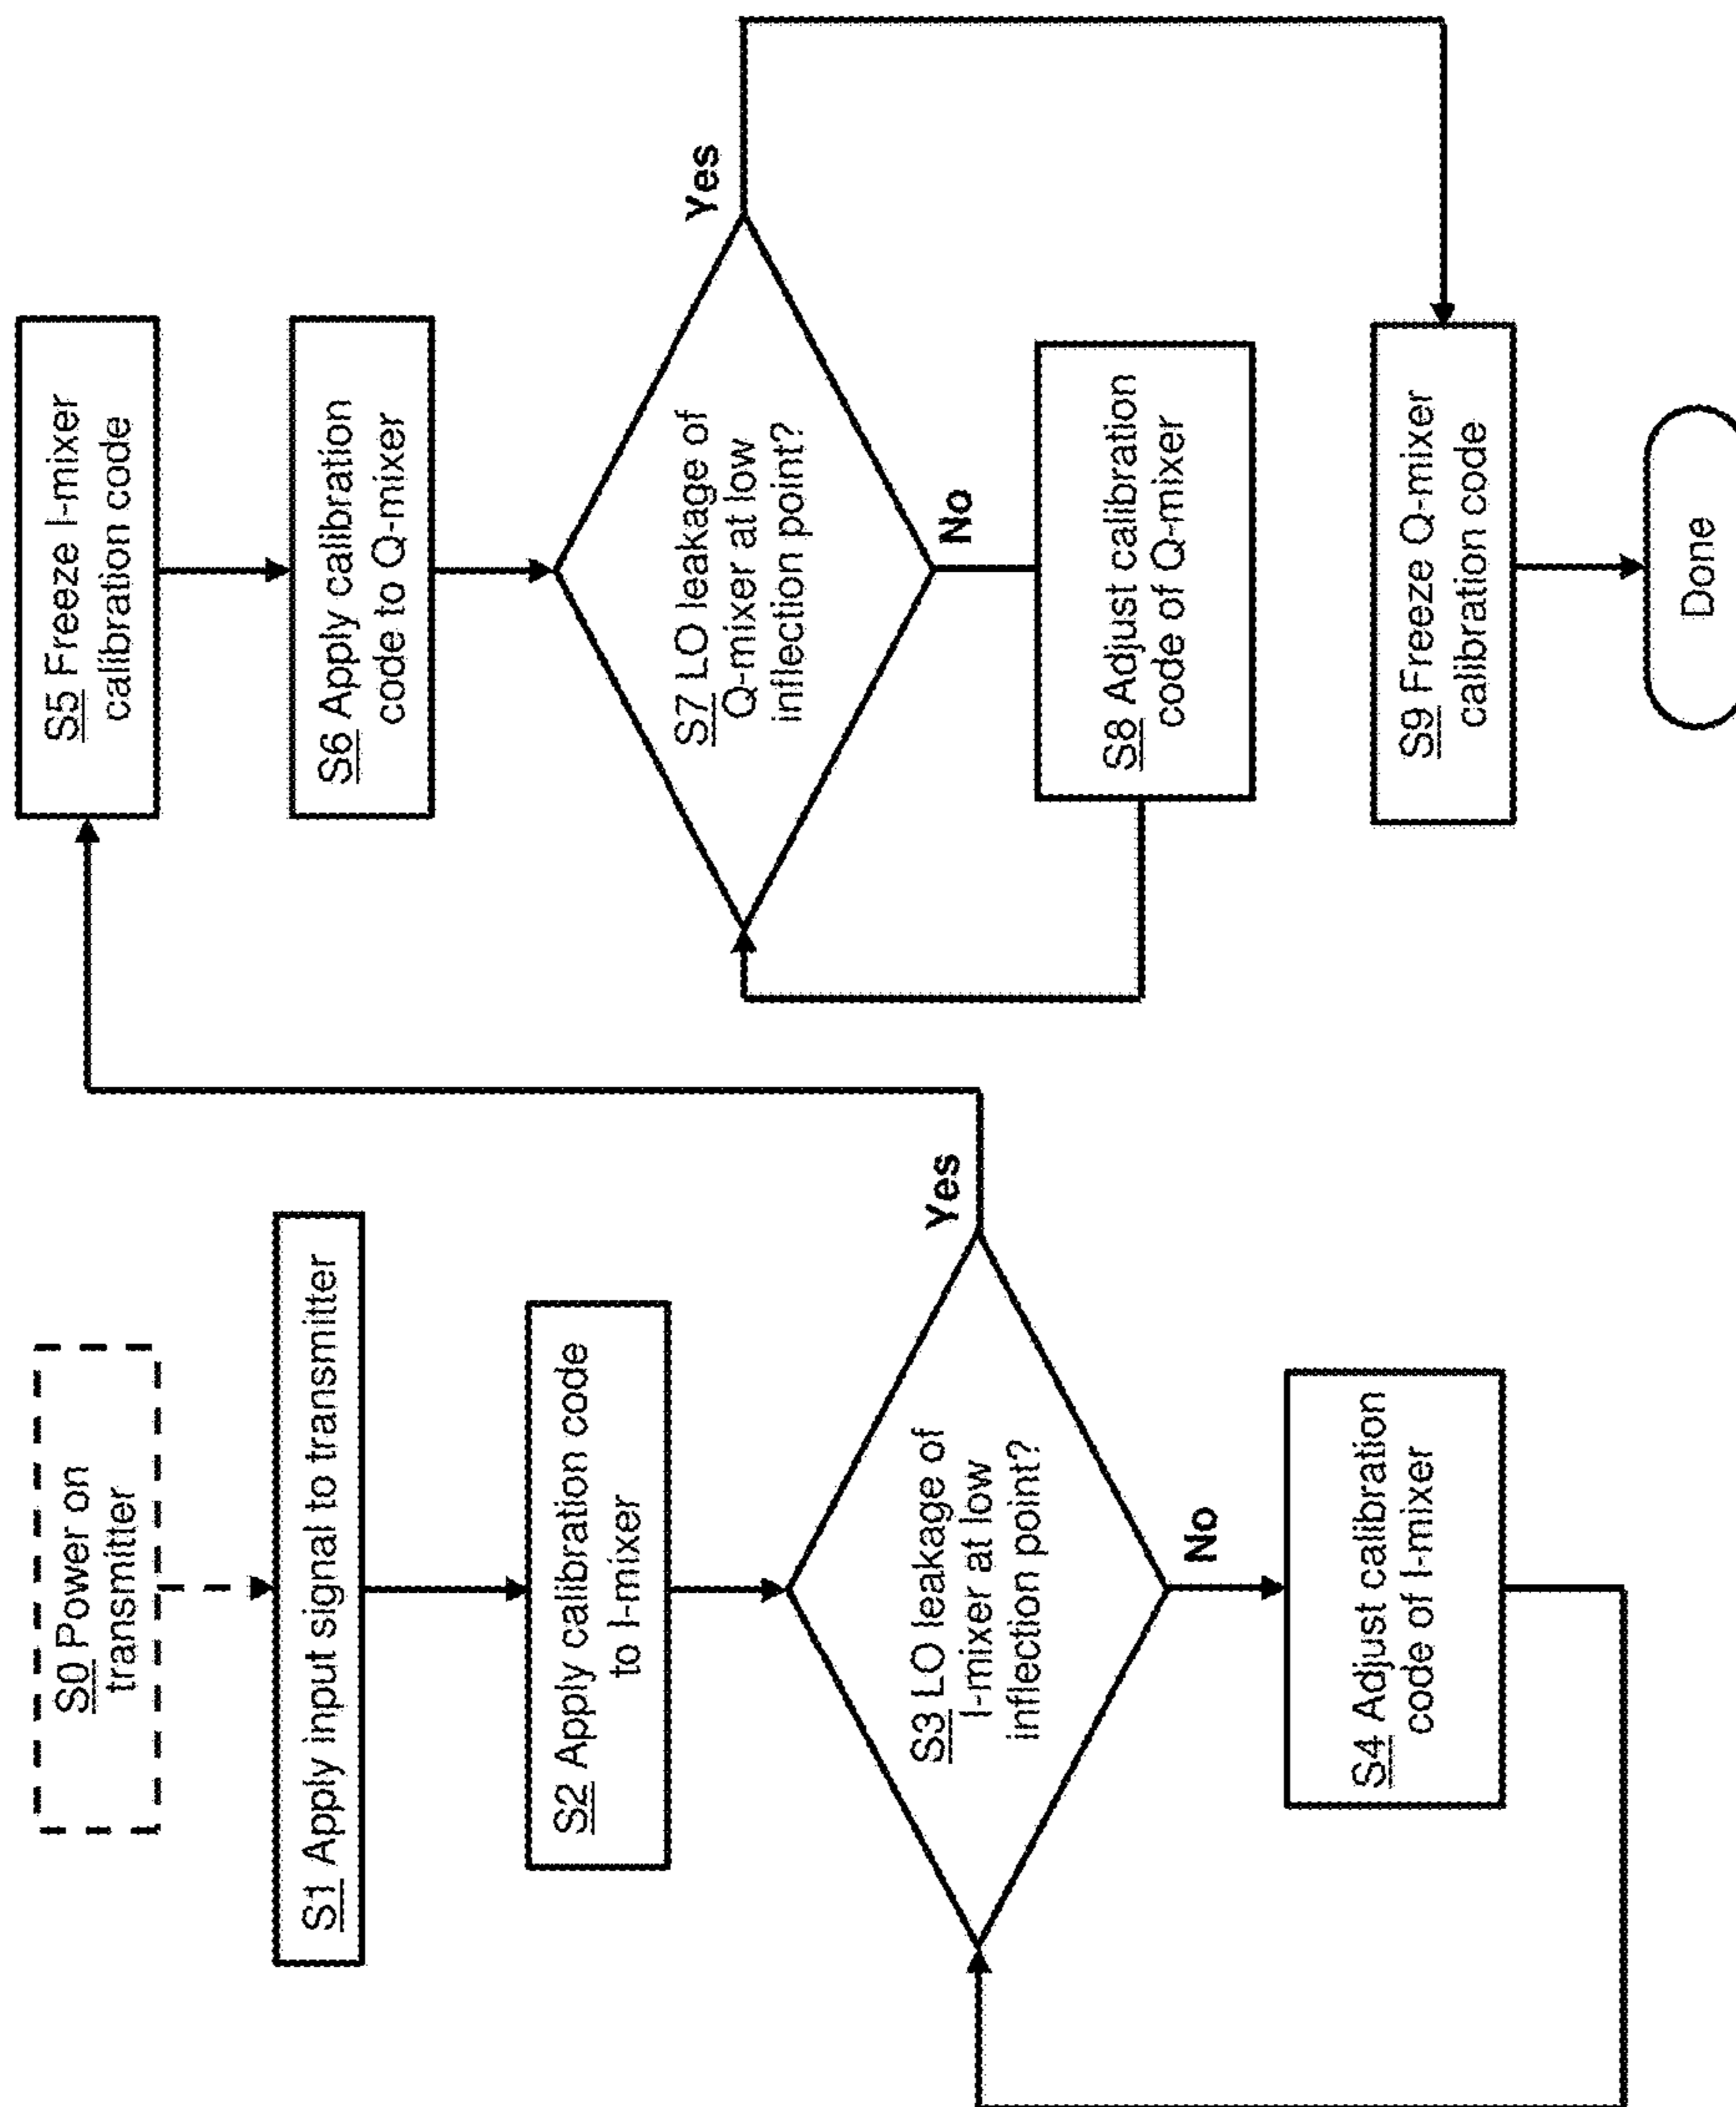 S0 Power on
transmitter
S1 Apply input signal to transmitter
S2 Apply calibration code
to I-mixer
S3 LO leakage of
I-mixer at low
inflection point?
Yes
No
S4 Adjust calibration
code of I-mixer
S5 Freeze I-mixer
calibration code
S6 Apply calibration
code to Q-mixer
S7 LO leakage of
Q-mixer at low
inflection point?
Yes
No
S8 Adjust calibration
code of Q-mixer
S9 Freeze Q-mixer
calibration code
Done